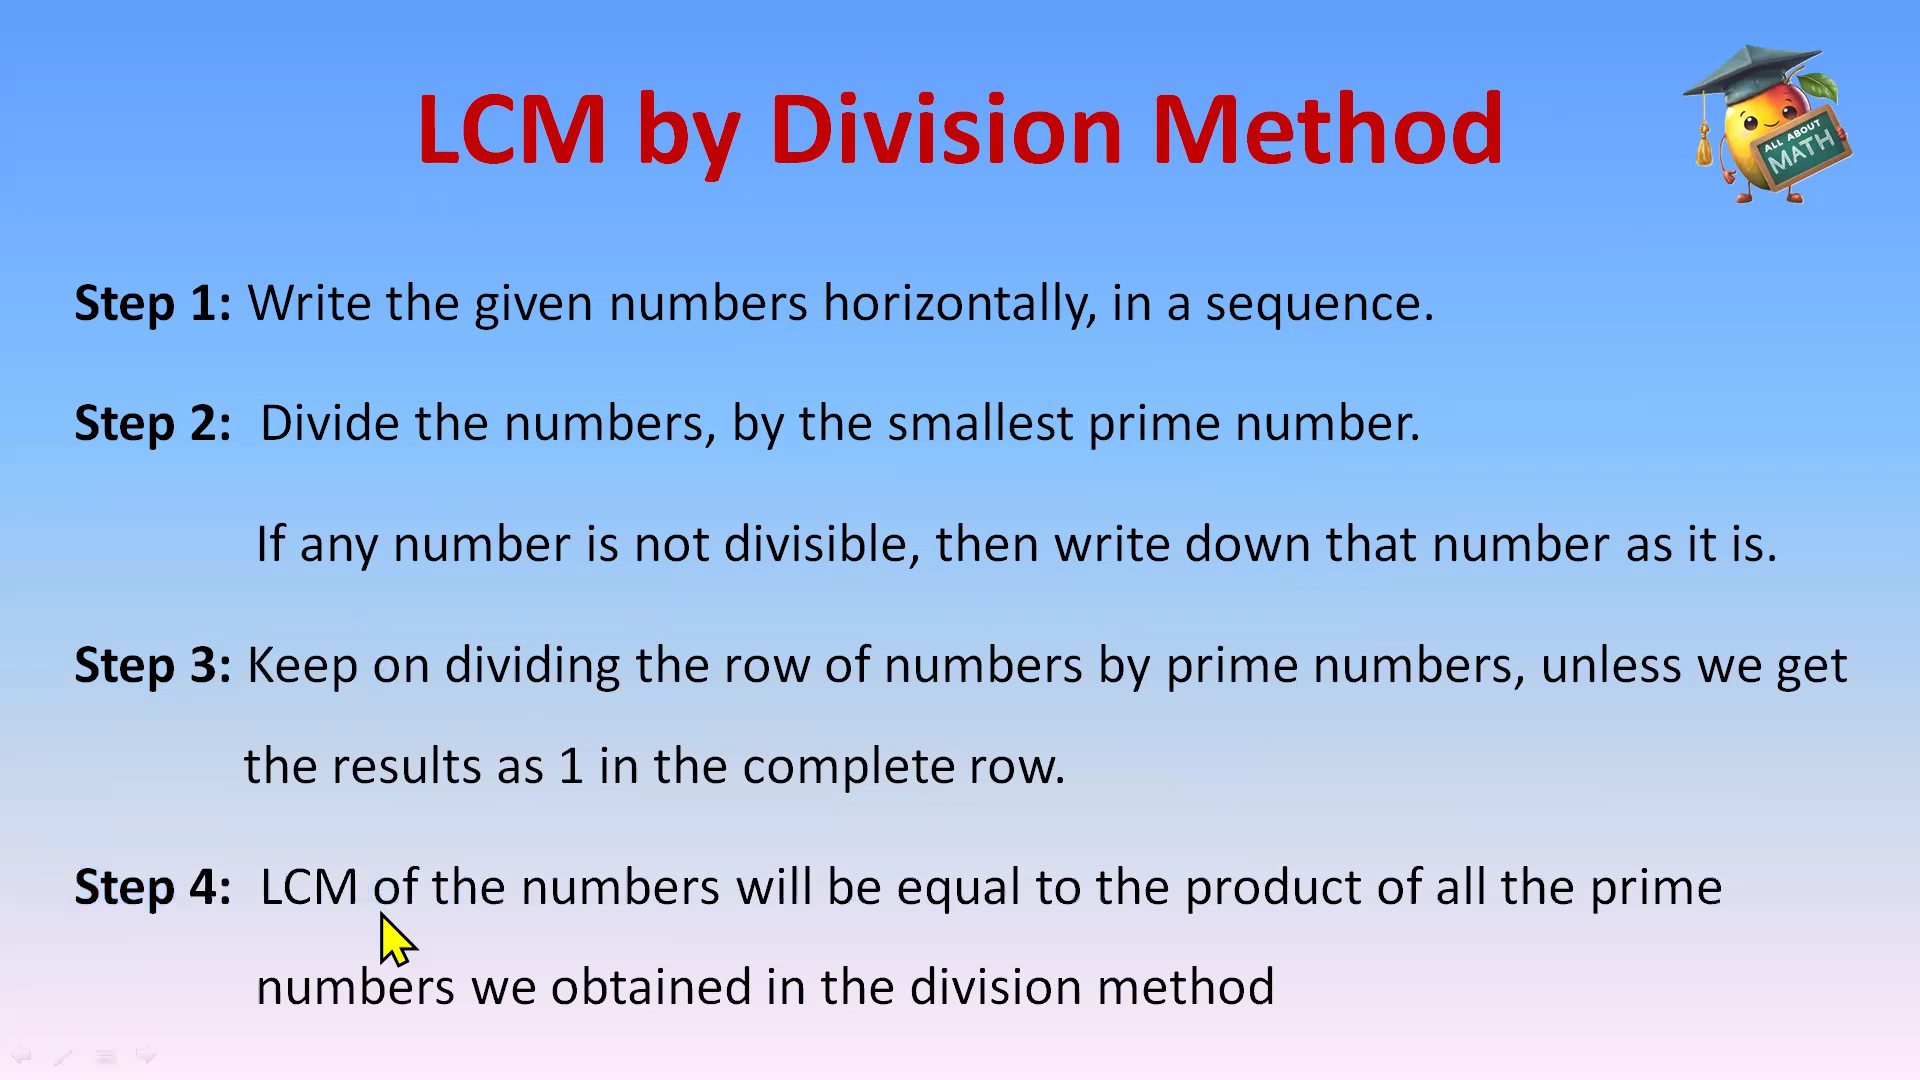 LCM by Division Method
ALL ABOUT
MATH
Step 1: Write the given numbers horizontally, in a sequence.
Step 2: Divide the numbers, by the smallest prime number.
If any number is not divisible, then write down that number as it is.
Step 3: Keep on dividing the row of numbers by prime numbers, unless we get
the results as 1 in the complete row.
Step 4: LCM of the numbers will be equal to the product of all the prime
numbers we obtained in the division method